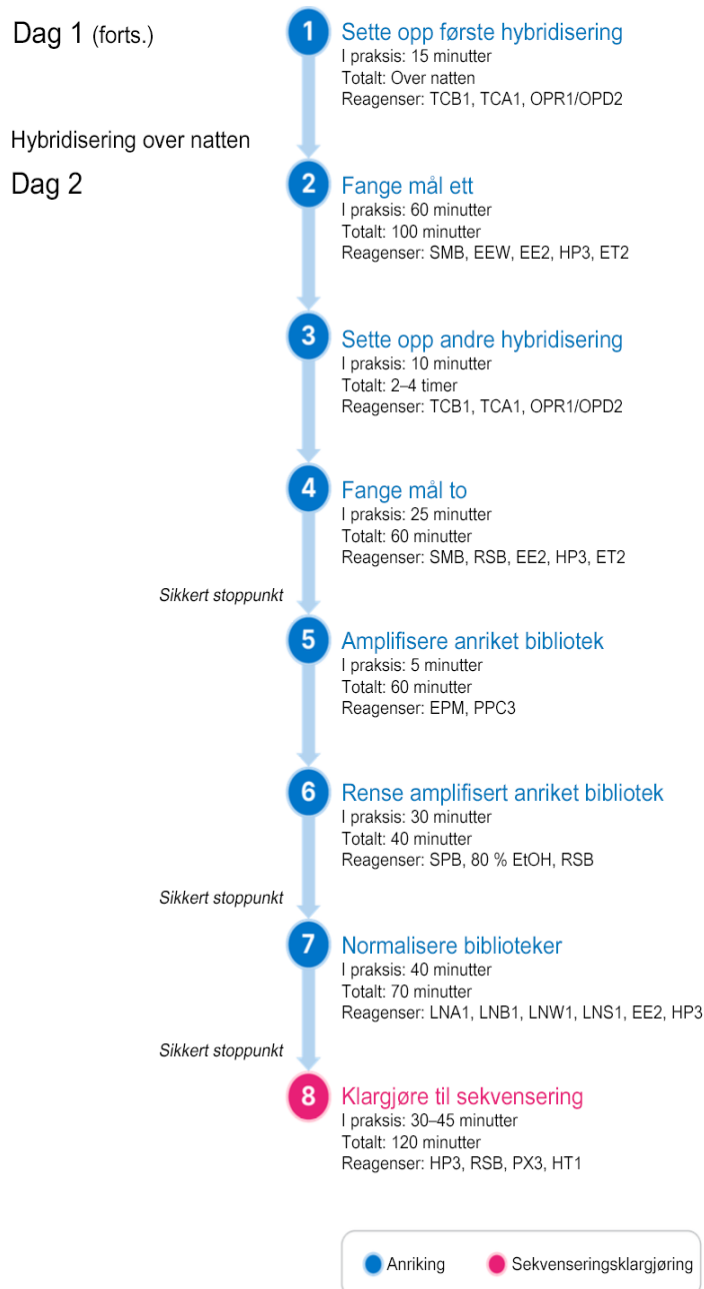 Dag 1 (forts.)
1
Sette opp første hybridisering
I praksis: 15 minutter
Totalt: Over natten
Reagenser: TCB1, TCA1, OPR1/OPD2
Hybridisering over natten
Dag 2
2
Fange mål ett
I praksis: 60 minutter
Totalt: 100 minutter
Reagenser: SMB, EEW, EE2, HP3, ET2
3
Sette opp andre hybridisering
I praksis: 10 minutter
Totalt: 2–4 timer
Reagenser: TCB1, TCA1, OPR1/OPD2
4
Fange mål to
I praksis: 25 minutter
Totalt: 60 minutter
Reagenser: SMB, RSB, EE2, HP3, ET2
Sikkert stoppunkt
5
Amplifisere anriket bibliotek
I praksis: 5 minutter
Totalt: 60 minutter
Reagenser: EPM, PPC3
6
Rense amplifisert anriket bibliotek
I praksis: 30 minutter
Totalt: 40 minutter
Reagenser: SPB, 80 % EtOH, RSB
Sikkert stoppunkt
7
Normalisere biblioteker
I praksis: 40 minutter
Totalt: 70 minutter
Reagenser: LNA1, LNB1, LNW1, LNS1, EE2, HP3
Sikkert stoppunkt
8
Klargjøre til sekvensering
I praksis: 30–45 minutter
Totalt: 120 minutter
Reagenser: HP3, RSB, PX3, HT1
Anriking
Sekvenseringsklargjøring